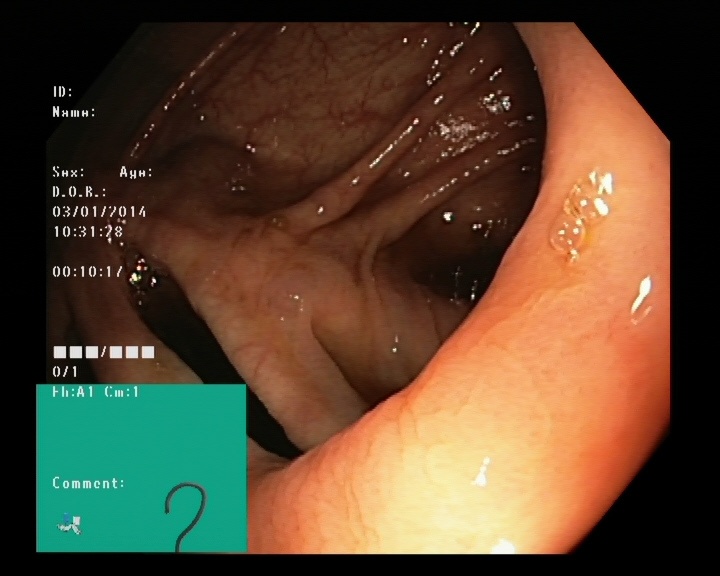 ID:
Name:
Sex: Age:
D.O.B.:
03/01/2014
10:31:28
00:10:17
■■■/■■■
0/1
Eh:A1 Cm:1
Comment: